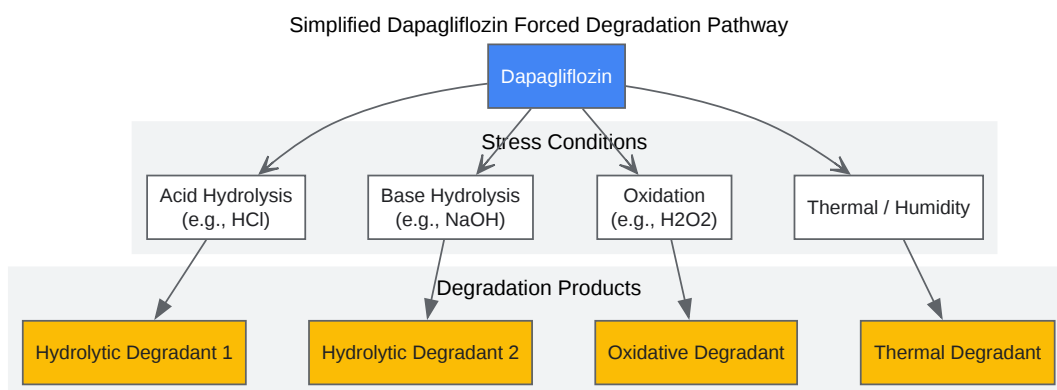 Simplified Dapagliflozin Forced Degradation Pathway
Dapagliflozin
Stress Conditions
Acid Hydrolysis
(e.g., HCl)
Base Hydrolysis
(e.g., NaOH)
Oxidation
(e.g., H2O2)
Thermal / Humidity
Degradation Products
Hydrolytic Degradant 1
Hydrolytic Degradant 2
Oxidative Degradant
Thermal Degradant